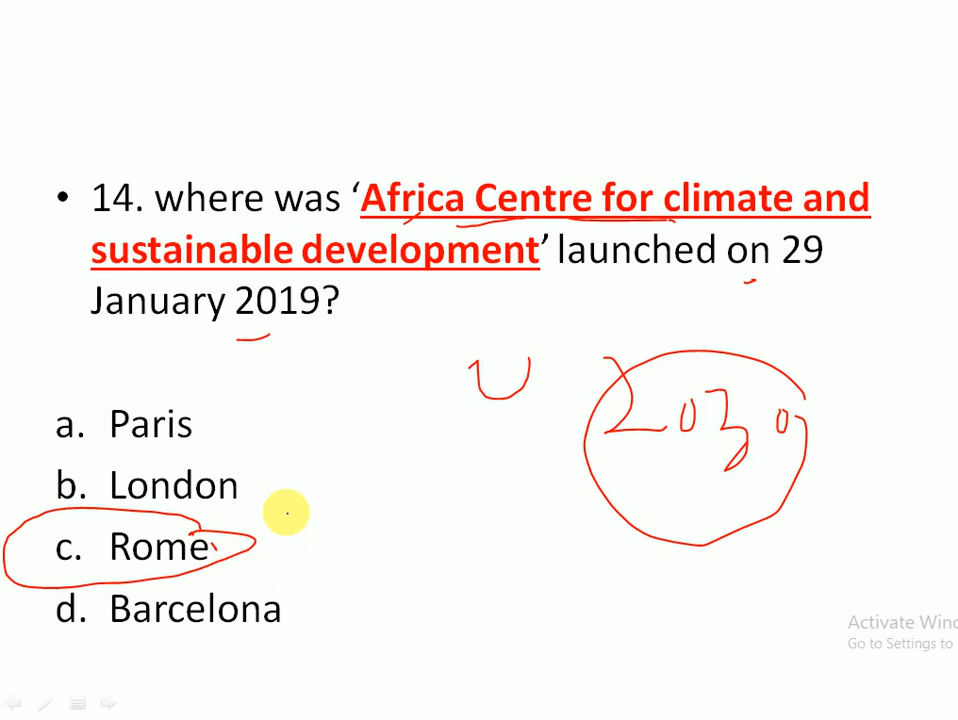 • 14. where was ‘Africa Centre for climate and
sustainable development’ launched on 29
January 2019?
U 2030
a. Paris
b. London
c. Rome
d. Barcelona
Activate Wind
Go to Settings to